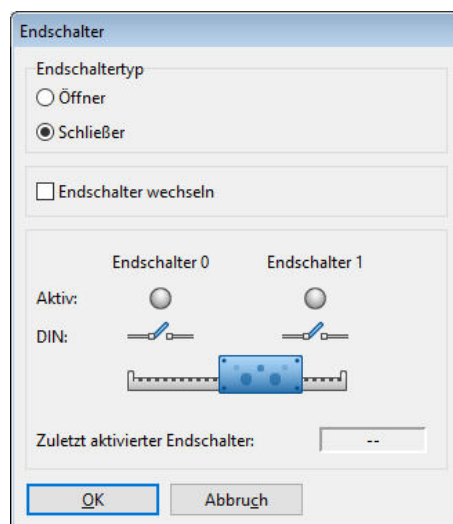 Endschalter
Endschaltertyp
Öffner
Schließer
Endschalter wechseln
Endschalter 0 Endschalter 1
Aktiv:
DIN:
Zuletzt aktivierter Endschalter: --
OK Abbruch